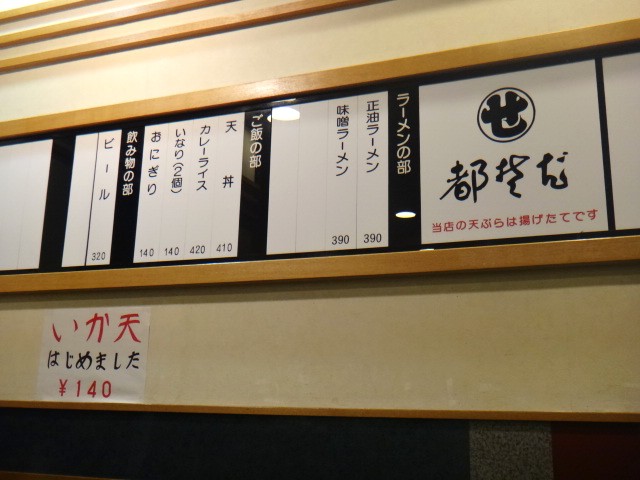 せ
都そば
当店の天ぷらは揚げたてです
ラーメンの部
正油ラーメン 390
味噌ラーメン 390
ご飯の部
天丼 410
カレーライス 420
いなり(2個) 140
おにぎり 140
飲み物の部
ビール 320
いか天
はじめました
¥140